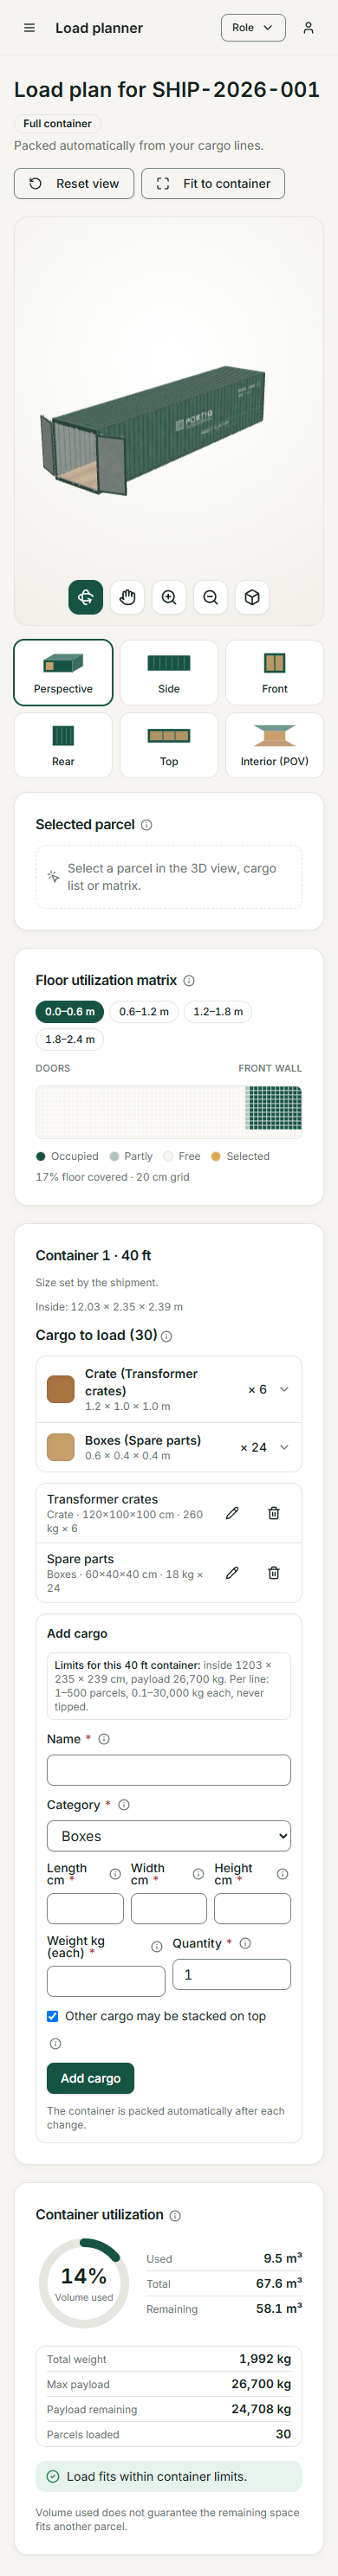 Load planner
Role
Load plan for SHIP-2026-001
Full container
Packed automatically from your cargo lines.
Reset view
Fit to container
PORTIQ
Perspective
Side
Front
Rear
Top
Interior (POV)
Selected parcel
Select a parcel in the 3D view, cargo
list or matrix.
Floor utilization matrix
0.0–0.6 m
0.6–1.2 m
1.2–1.8 m
1.8–2.4 m
DOORS
FRONT WALL
Occupied
Partly
Free
Selected
17% floor covered · 20 cm grid
Container 1 · 40 ft
Size set by the shipment.
Inside: 12.03 × 2.35 × 2.39 m
Cargo to load (30)
Crate (Transformer
crates)
× 6
1.2 × 1.0 × 1.0 m
Boxes (Spare parts)
× 24
0.6 × 0.4 × 0.4 m
Transformer crates
Crate · 120×100×100 cm · 260
kg × 6
Spare parts
Boxes · 60×40×40 cm · 18 kg ×
24
Add cargo
Limits for this 40 ft container: inside 1203 ×
235 × 239 cm, payload 26,700 kg. Per line:
1–500 parcels, 0.1–30,000 kg each, never
tipped.
Name *
Category *
Boxes
Length
cm *
Width
cm *
Height
cm *
Weight kg
(each) *
Quantity *
1
Other cargo may be stacked on top
Add cargo
The container is packed automatically after each
change.
Container utilization
14%
Volume used
Used 9.5 m³
Total 67.6 m³
Remaining 58.1 m³
Total weight 1,992 kg
Max payload 26,700 kg
Payload remaining 24,708 kg
Parcels loaded 30
Load fits within container limits.
Volume used does not guarantee the remaining space
fits another parcel.